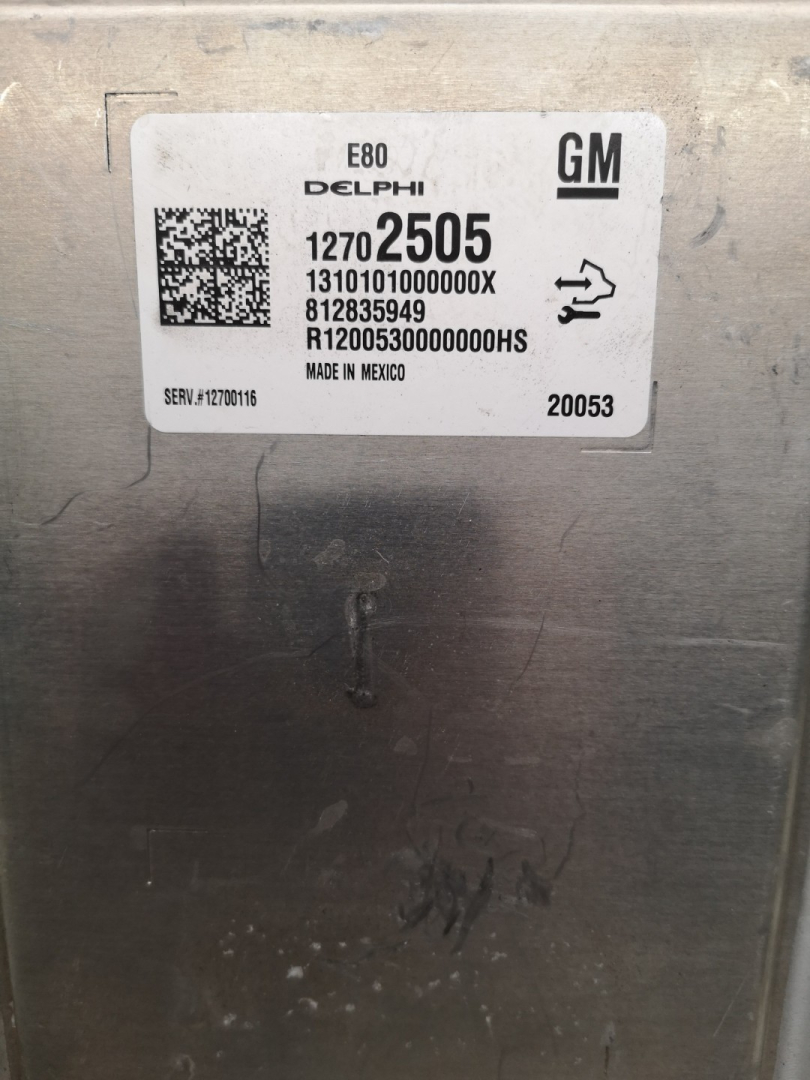 E80
GM
DELPHI
12702505
1310101000000X
812835949
R1200530000000HS
MADE IN MEXICO
SERV.#12700116
20053